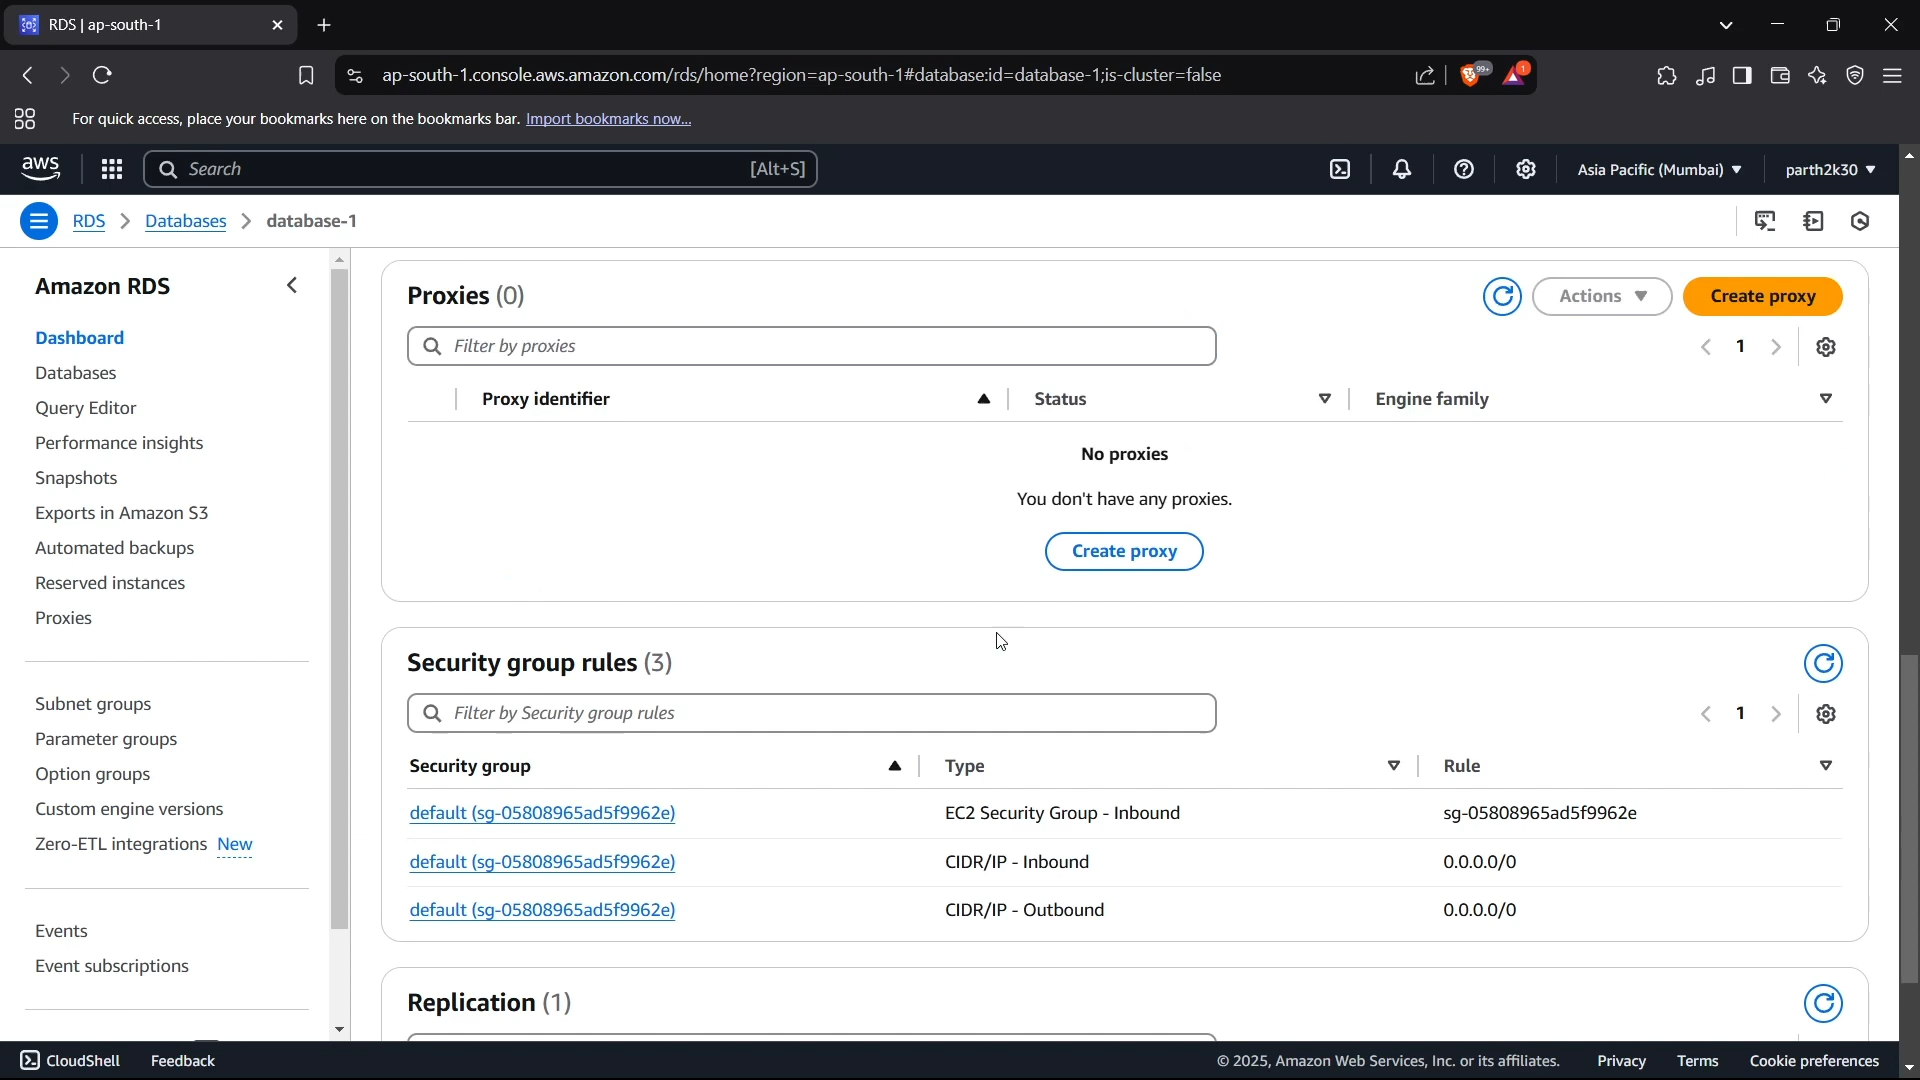 RDS | ap-south-1
ap-south-1.console.aws.amazon.com/rds/home?region=ap-south-1#database:id=database-1;is-cluster=false
99+
1
For quick access, place your bookmarks here on the bookmarks bar. Import bookmarks now...
aws
Search
[Alt+S]
Asia Pacific (Mumbai)
parth2k30
RDS
Databases
database-1
Amazon RDS
Dashboard
Databases
Query Editor
Performance insights
Snapshots
Exports in Amazon S3
Automated backups
Reserved instances
Proxies
Subnet groups
Parameter groups
Option groups
Custom engine versions
Zero-ETL integrations New
Events
Event subscriptions
Proxies (0)
Actions
Create proxy
Filter by proxies
1
Proxy identifier
Status
Engine family
No proxies
You don't have any proxies.
Create proxy
Security group rules (3)
Filter by Security group rules
1
Security group
Type
Rule
default (sg-05808965ad5f9962e)
EC2 Security Group - Inbound
sg-05808965ad5f9962e
default (sg-05808965ad5f9962e)
CIDR/IP - Inbound
0.0.0.0/0
default (sg-05808965ad5f9962e)
CIDR/IP - Outbound
0.0.0.0/0
Replication (1)
CloudShell
Feedback
© 2025, Amazon Web Services, Inc. or its affiliates.
Privacy
Terms
Cookie preferences